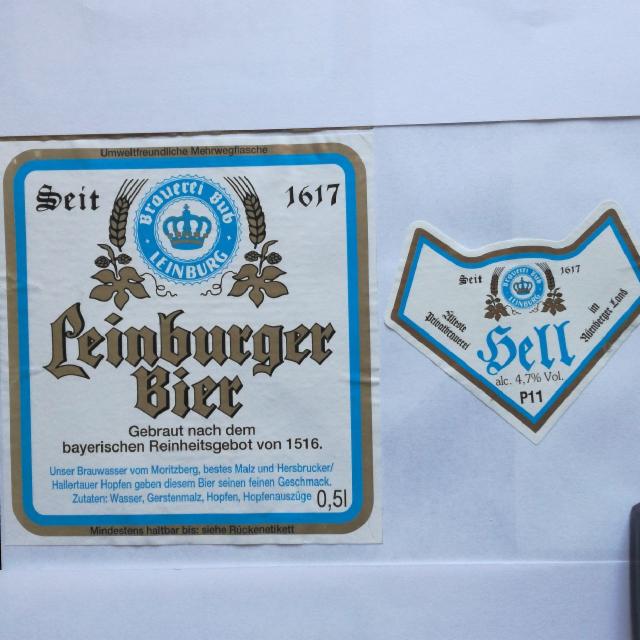 Umweltfreundliche Mehrwegflasche
Seit 1617
Brauerei Bub
LEINBURG
Leinburger
Bier
Gebraut nach dem
bayerischen Reinheitsgebot von 1516.
Unser Brauwasser vom Moritzberg, bestes Malz und Hersbrucker/
Hallertauer Hopfen geben diesem Bier seinen feinen Geschmack.
Zutaten: Wasser, Gerstenmalz, Hopfen, Hopfenauszüge 0,5l
Mindestens haltbar bis: siehe Rückenetikett
Seit 1617
Brauerei Bub
LEINBURG
Älteste
Privatbrauerei
im
Nürnberger Land
Hell
alc. 4,7% Vol.
P11